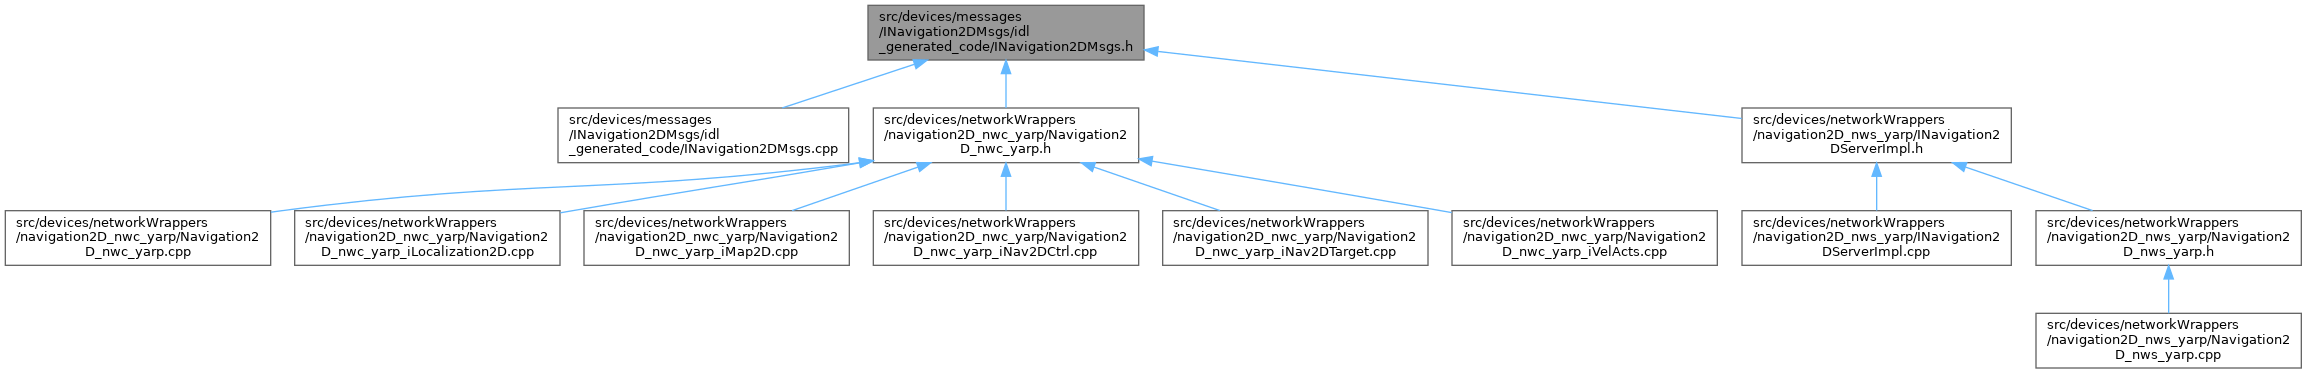 src/devices/messages
/INavigation2DMsgs/idl
_generated_code/INavigation2DMsgs.h
src/devices/messages
/INavigation2DMsgs/idl
_generated_code/INavigation2DMsgs.cpp
src/devices/networkWrappers
/navigation2D_nwc_yarp/Navigation2
D_nwc_yarp.h
src/devices/networkWrappers
/navigation2D_nws_yarp/INavigation2
DServerImpl.h
src/devices/networkWrappers
/navigation2D_nwc_yarp/Navigation2
D_nwc_yarp.cpp
src/devices/networkWrappers
/navigation2D_nwc_yarp/Navigation2
D_nwc_yarp_iLocalization2D.cpp
src/devices/networkWrappers
/navigation2D_nwc_yarp/Navigation2
D_nwc_yarp_iMap2D.cpp
src/devices/networkWrappers
/navigation2D_nwc_yarp/Navigation2
D_nwc_yarp_iNav2DCtrl.cpp
src/devices/networkWrappers
/navigation2D_nwc_yarp/Navigation2
D_nwc_yarp_iNav2DTarget.cpp
src/devices/networkWrappers
/navigation2D_nwc_yarp/Navigation2
D_nwc_yarp_iVelActs.cpp
src/devices/networkWrappers
/navigation2D_nws_yarp/INavigation2
DServerImpl.cpp
src/devices/networkWrappers
/navigation2D_nws_yarp/Navigation2
D_nws_yarp.h
src/devices/networkWrappers
/navigation2D_nws_yarp/Navigation2
D_nws_yarp.cpp